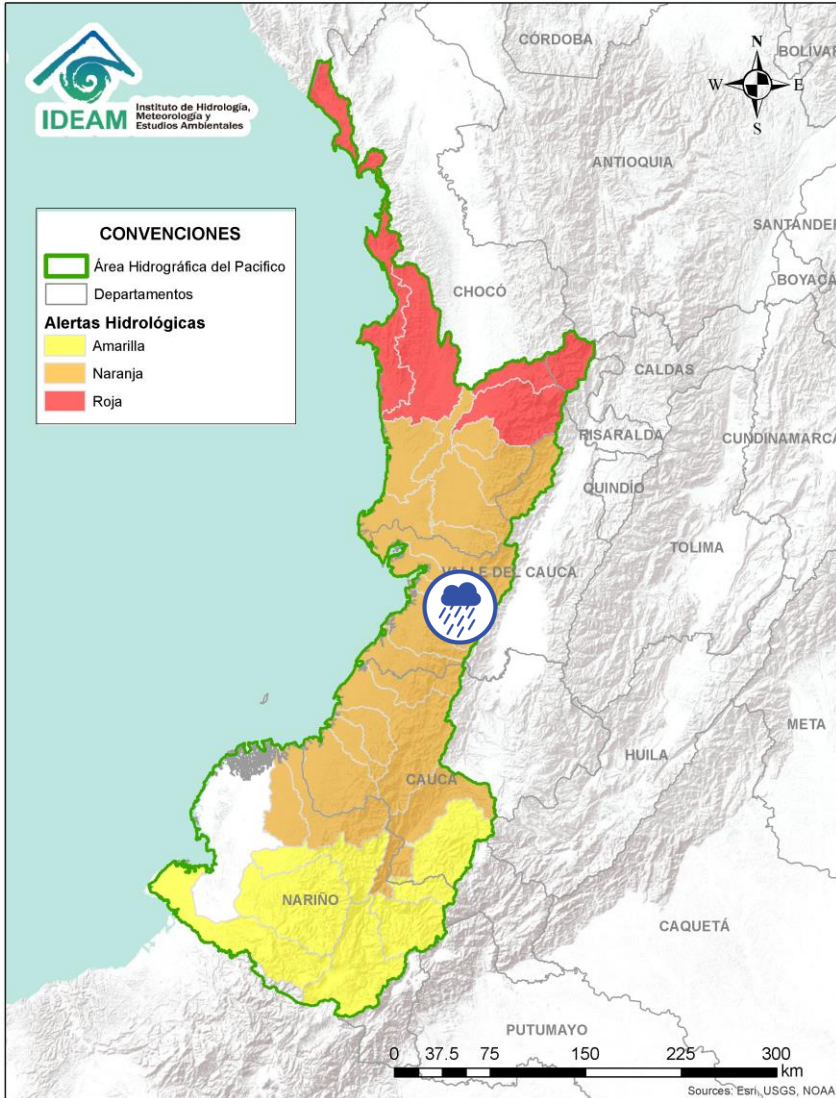 IDEAM
Instituto de Hidrología,
Meteorología y
Estudios Ambientales
CONVENCIONES
Área Hidrográfica del Pacifico
Departamentos
Alertas Hidrológicas
Amarilla
Naranja
Roja
N
W
E
S
CÓRDOBA
BOLÍVAR
ANTIOQUIA
SANTANDER
BOYACÁ
CHOCÓ
CALDAS
RISARALDA
CUNDINAMARCA
QUINDÍO
TOLIMA
VALLE DEL CAUCA
META
HUILA
CAUCA
NARIÑO
CAQUETÁ
PUTUMAYO
0 37.5 75 150 225 300
km
Sources: Esri, USGS, NOAA